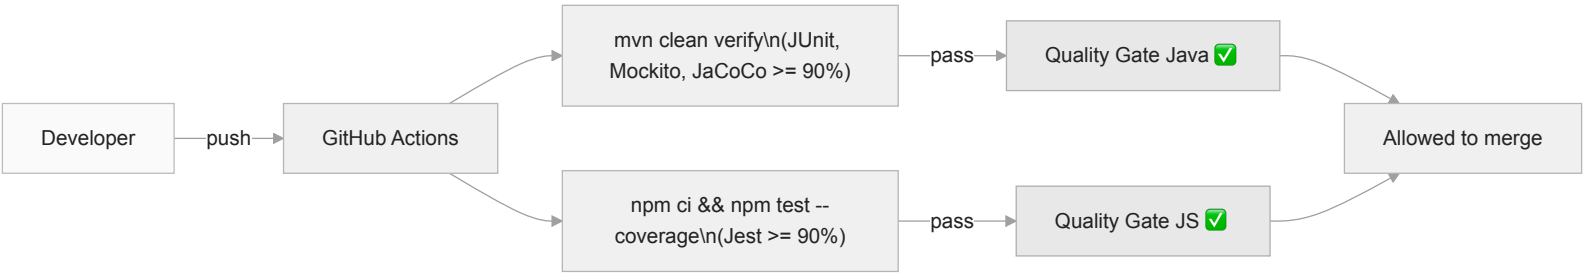 Developer
push
GitHub Actions
mvn clean verify\n(JUnit,
Mockito, JaCoCo >= 90%)
pass
Quality Gate Java ✅
npm ci && npm test --
coverage\n(Jest >= 90%)
pass
Quality Gate JS ✅
Allowed to merge